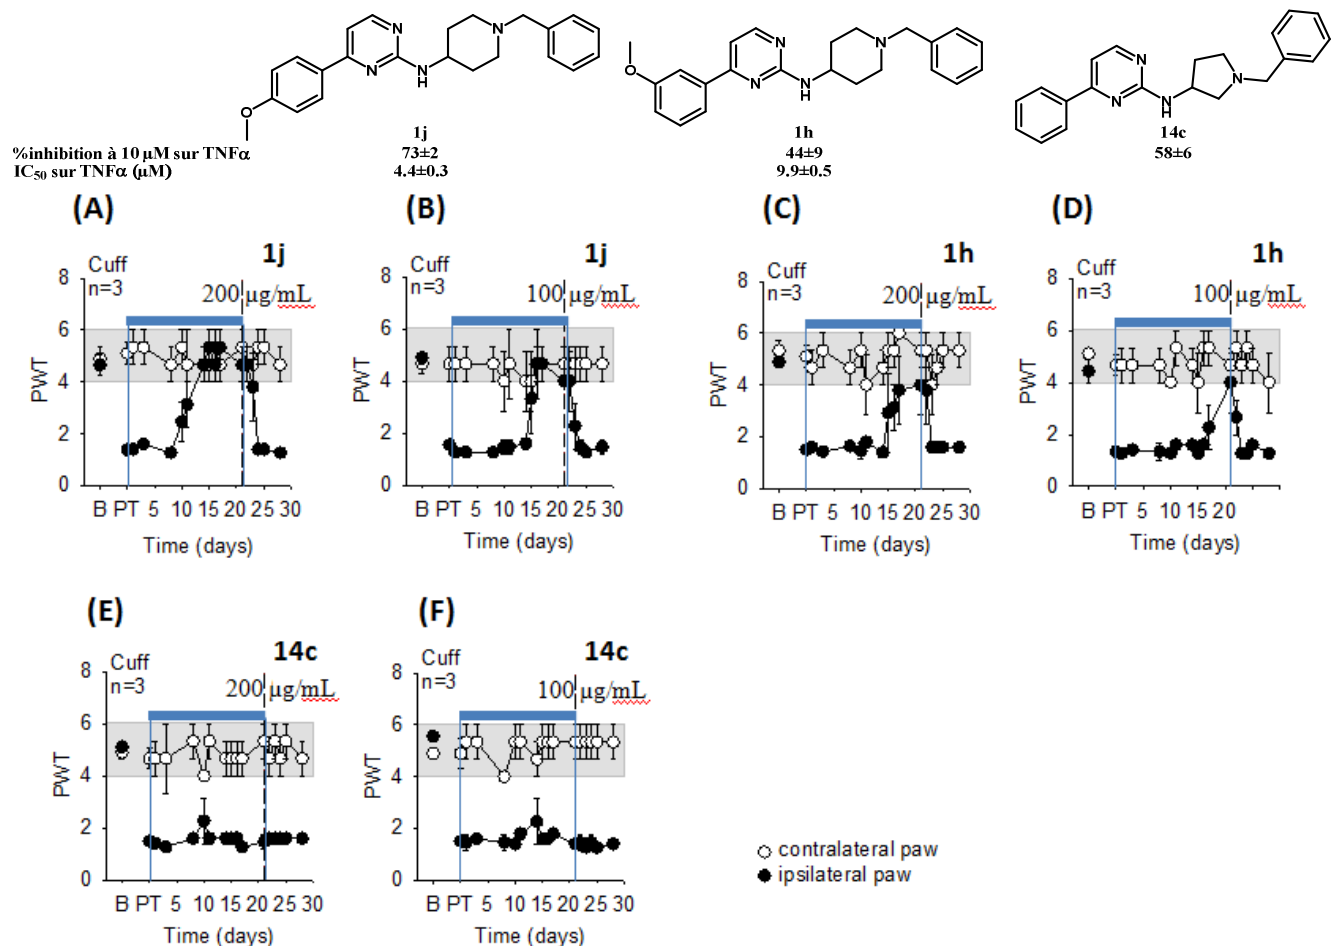 N
N
N
H
N
O
N
N
N
H
N
O
N
N
N
H
N
1j
1h
14c
%inhibition à 10 µM sur TNFα
73±2
44±9
58±6
IC50 sur TNFα (µM)
4.4±0.3
9.9±0.5
(A)
1j
Cuff
n=3
200 µg/mL
8
6
4
2
0
PWT
B PT 5 10 15 20 25 30
Time (days)
(B)
1j
Cuff
n=3
100 µg/mL
8
6
4
2
0
PWT
B PT 5 10 15 20 25 30
Time (days)
(C)
1h
Cuff
n=3
200 µg/mL
8
6
4
2
0
PWT
B PT 5 10 15 20 25 30
Time (days)
(D)
1h
Cuff
n=3
100 µg/mL
8
6
4
2
0
PWT
B PT 5 10 15 20
Time (days)
(E)
14c
Cuff
n=3
200 µg/mL
8
6
4
2
0
PWT
B PT 5 10 15 20 25 30
Time (days)
(F)
14c
Cuff
n=3
100 µg/mL
8
6
4
2
0
PWT
B PT 5 10 15 20 25 30
Time (days)
contralateral paw
ipsilateral paw